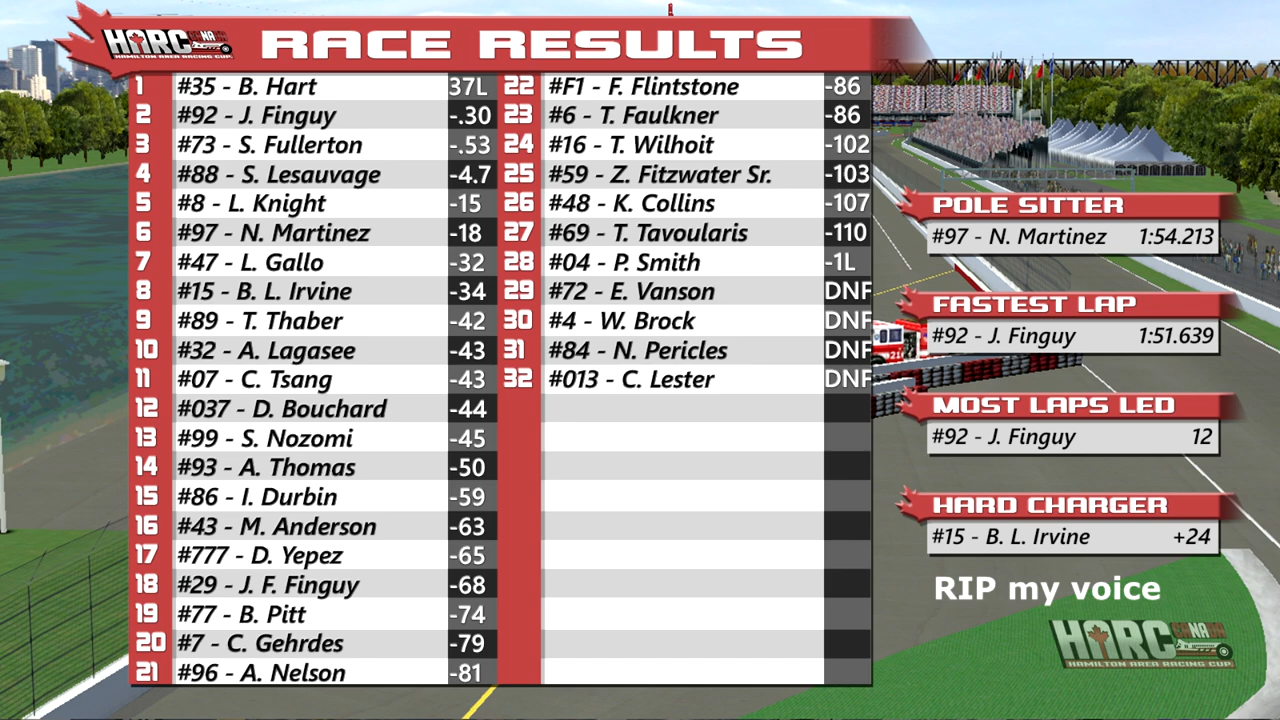 HARC CANADA RACE RESULTS
HAMILTON AREA RACING CUP
1 #35 - B. Hart 37L
2 #92 - J. Finguy -.30
3 #73 - S. Fullerton -.53
4 #88 - S. Lesauvage -4.7
5 #8 - L. Knight -15
6 #97 - N. Martinez -18
7 #47 - L. Gallo -32
8 #15 - B. L. Irvine -34
9 #89 - T. Thaber -42
10 #32 - A. Lagasee -43
11 #07 - C. Tsang -43
12 #037 - D. Bouchard -44
13 #99 - S. Nozomi -45
14 #93 - A. Thomas -50
15 #86 - I. Durbin -59
16 #43 - M. Anderson -63
17 #777 - D. Yepez -65
18 #29 - J. F. Finguy -68
19 #77 - B. Pitt -74
20 #7 - C. Gehrdes -79
21 #96 - A. Nelson -81
22 #F1 - F. Flintstone -86
23 #6 - T. Faulkner -86
24 #16 - T. Wilhoit -102
25 #59 - Z. Fitzwater Sr. -103
26 #48 - K. Collins -107
27 #69 - T. Tavoularis -110
28 #04 - P. Smith -1L
29 #72 - E. Vanson DNF
30 #4 - W. Brock DNF
31 #84 - N. Pericles DNF
32 #013 - C. Lester DNF
POLE SITTER
#97 - N. Martinez 1:54.213
FASTEST LAP
#92 - J. Finguy 1:51.639
MOST LAPS LED
#92 - J. Finguy 12
HARD CHARGER
#15 - B. L. Irvine +24
RIP my voice
HARC CANADA
HAMILTON AREA RACING CUP